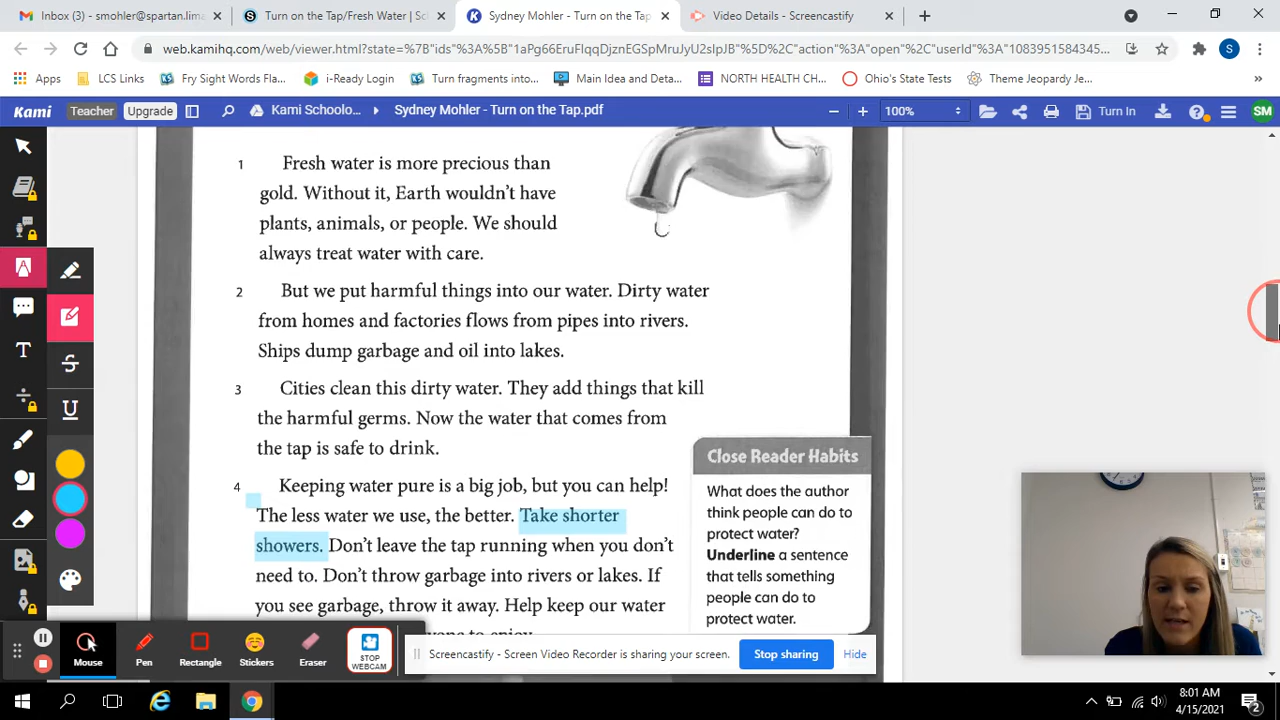 Inbox (3) - smohler@spartan.lima
Turn on the Tap/Fresh Water | Sc
Sydney Mohler - Turn on the Tap
Video Details - Screencastify
web.kamihq.com/web/viewer.html?state=%7B"ids"%3A%5B"1aPg66EruFIqqDjznEGSpMruJyU2sIpJB"%5D%2C"action"%3A"open"%2C"userId"%3A"1083951584345...
Apps
LCS Links
Fry Sight Words Fla...
i-Ready Login
Turn fragments into...
Main Idea and Deta...
NORTH HEALTH CH...
Ohio's State Tests
Theme Jeopardy Je...
»
Kami
Teacher
Upgrade
Kami Schoolo...
Sydney Mohler - Turn on the Tap.pdf
100%
Turn In
SM
1 Fresh water is more precious than
gold. Without it, Earth wouldn't have
plants, animals, or people. We should
always treat water with care.
2 But we put harmful things into our water. Dirty water
from homes and factories flows from pipes into rivers.
Ships dump garbage and oil into lakes.
3 Cities clean this dirty water. They add things that kill
the harmful germs. Now the water that comes from
the tap is safe to drink.
4 Keeping water pure is a big job, but you can help!
The less water we use, the better. Take shorter
showers. Don't leave the tap running when you don't
need to. Don't throw garbage into rivers or lakes. If
you see garbage, throw it away. Help keep our water
Close Reader Habits
What does the author
think people can do to
protect water?
Underline a sentence
that tells something
people can do to
protect water.
Mouse
Pen
Rectangle
Stickers
Eraser
STOP
WEBCAM
Screencastify - Screen Video Recorder is sharing your screen.
Stop sharing
Hide
8:01 AM
4/15/2021
2